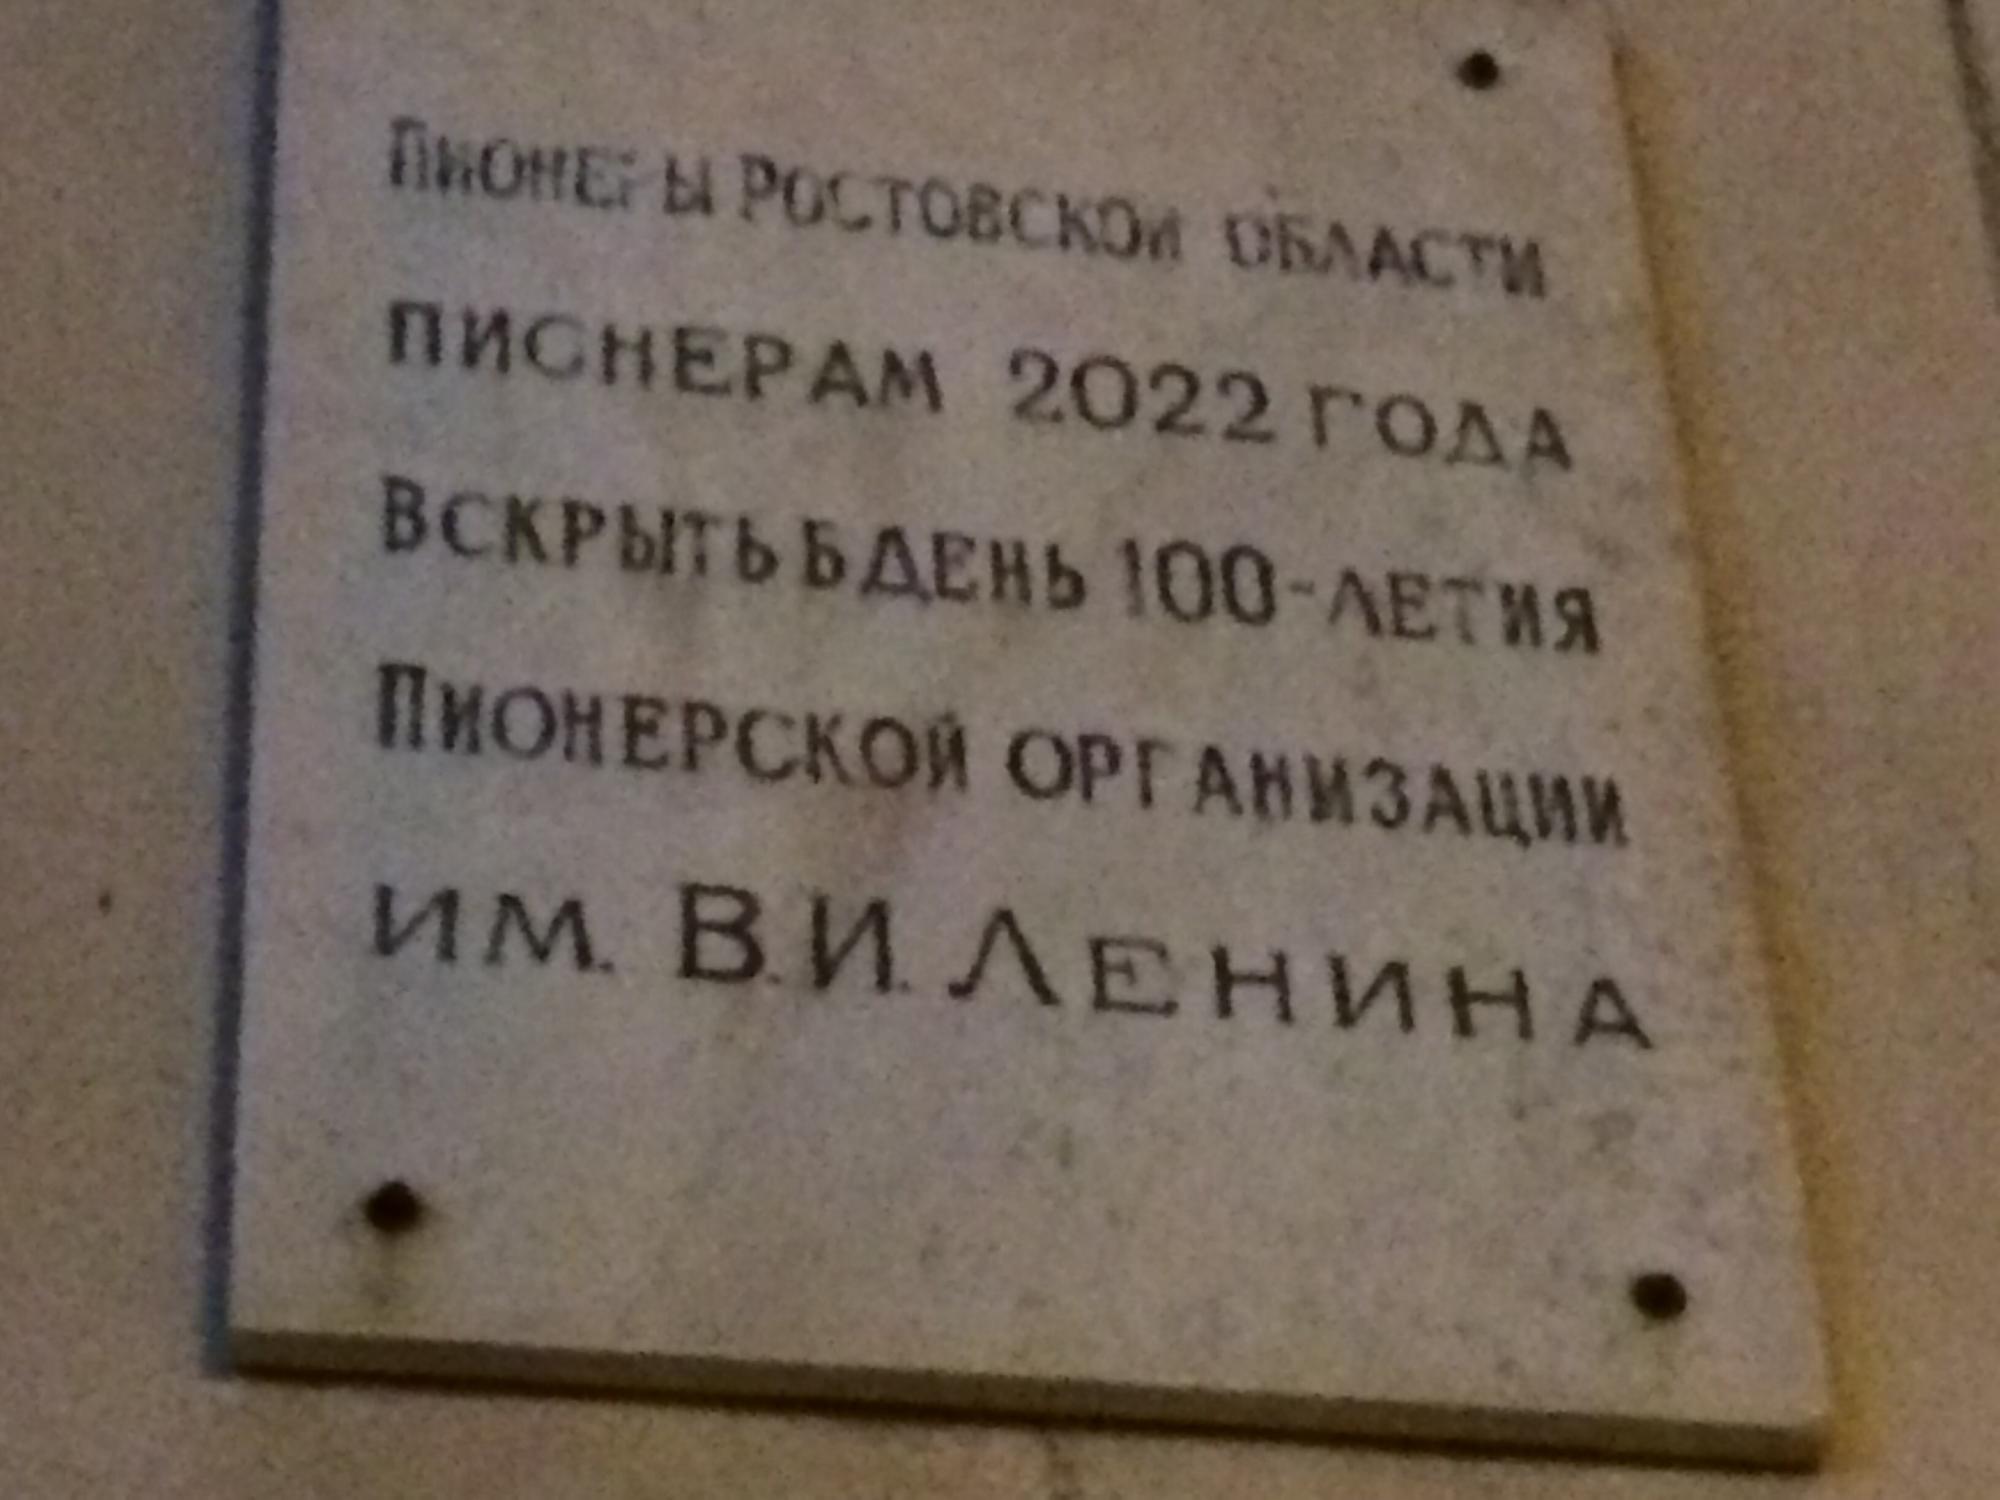 ПИОНЕРЫ РОСТОВСКОЙ ОБЛАСТИ
ПИОНЕРАМ 2022 ГОДА
ВСКРЫТЬ В ДЕНЬ 100-ЛЕТИЯ
ПИОНЕРСКОЙ ОРГАНИЗАЦИИ
ИМ. В.И. ЛЕНИНА